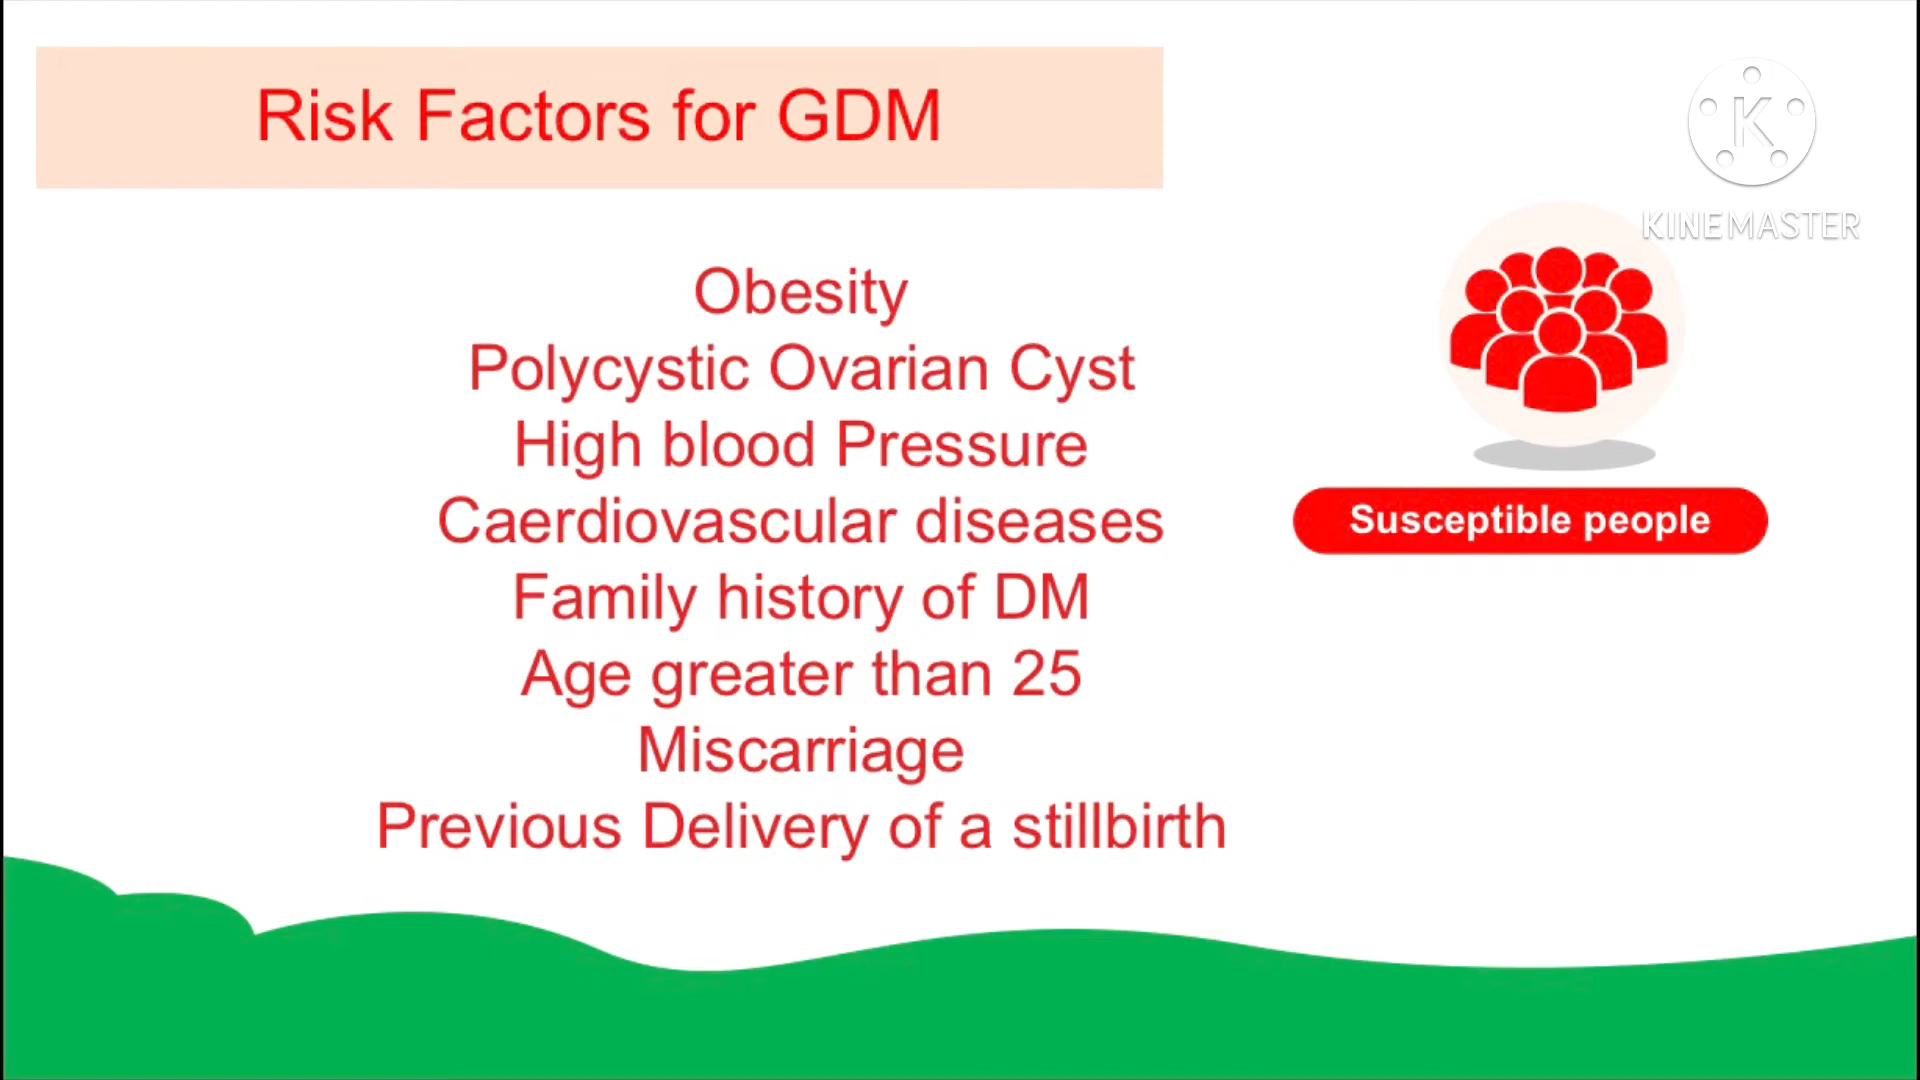 Risk Factors for GDM
K
KINEMASTER
Obesity
Polycystic Ovarian Cyst
High blood Pressure
Caerdiovascular diseases
Family history of DM
Age greater than 25
Miscarriage
Previous Delivery of a stillbirth
Susceptible people